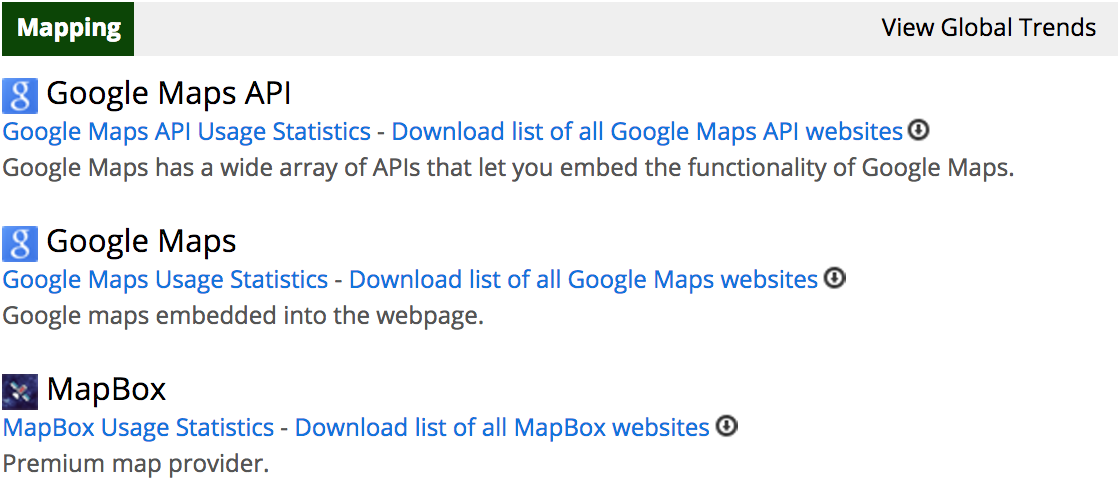 Mapping View Global Trends
Google Maps API
Google Maps API Usage Statistics - Download list of all Google Maps API websites
Google Maps has a wide array of APIs that let you embed the functionality of Google Maps.
Google Maps
Google Maps Usage Statistics - Download list of all Google Maps websites
Google maps embedded into the webpage.
MapBox
MapBox Usage Statistics - Download list of all MapBox websites
Premium map provider.